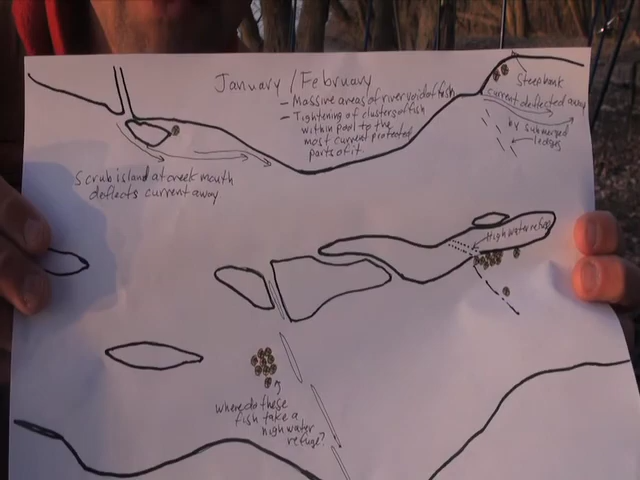 January/February
- Massive areas of river void of fish
- Tightening of clusters of fish
within pool to the
most current protected
parts of it.
Steep bank
current deflected away
by submerged
ledges
Scrub island at creek mouth
deflects current away
High water refuge
where do these
fish take a
high water
refuge?